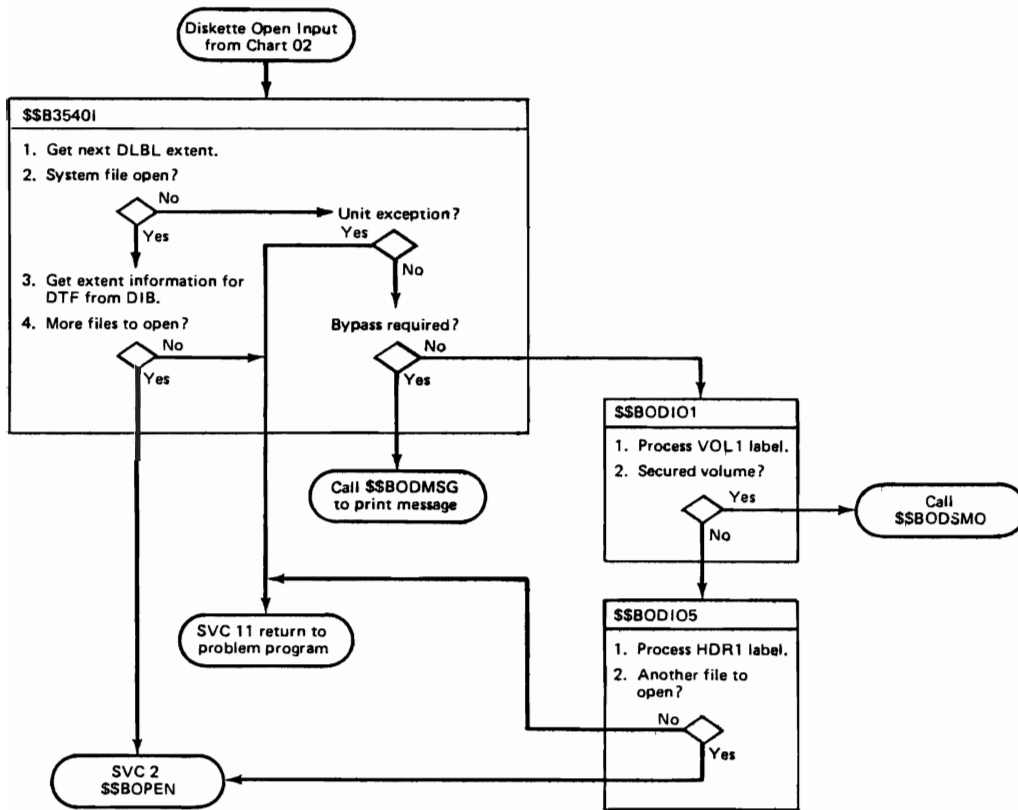 Diskette Open Input
from Chart 02
$$B3540I
1. Get next DLBL extent.
2. System file open?
No
Yes
Unit exception?
Yes
No
3. Get extent information for
DTF from DIB.
4. More files to open?
No
Yes
Bypass required?
No
Yes
Call $$BODMSG
to print message
$$BODIO1
1. Process VOL1 label.
2. Secured volume?
Yes
No
Call
$$BODSMO
SVC 11 return to
problem program
$$BODIO5
1. Process HDR1 label.
2. Another file to
open?
No
Yes
SVC 2
$$BOPEN